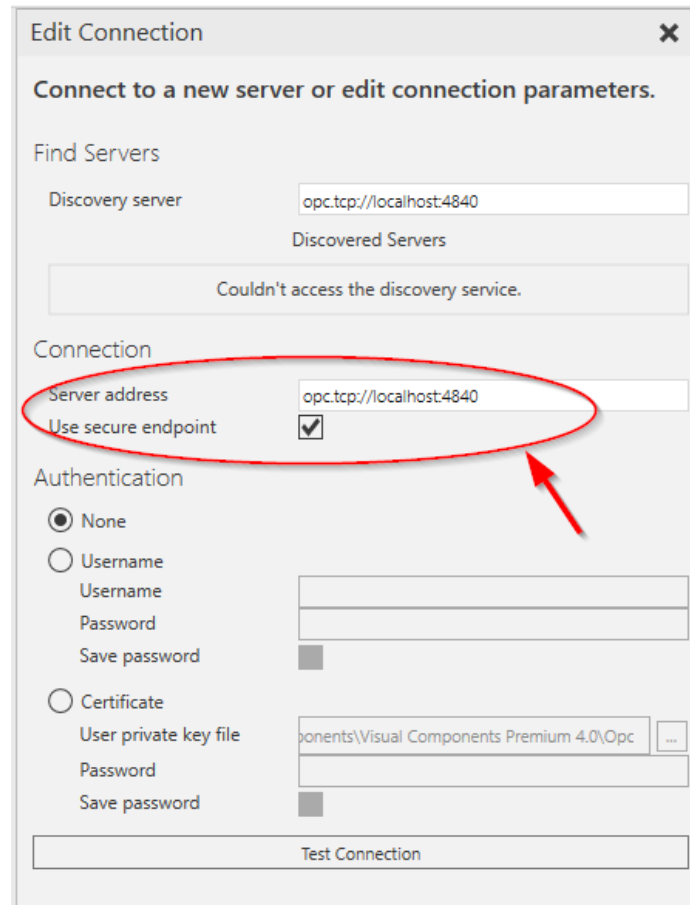 Edit Connection
Connect to a new server or edit connection parameters.
Find Servers
Discovery server opc.tcp://localhost:4840
Discovered Servers
Couldn't access the discovery service.
Connection
Server address opc.tcp://localhost:4840
Use secure endpoint
Authentication
None
Username
Username
Password
Save password
Certificate
User private key file ponents\Visual Components Premium 4.0\Opc ...
Password
Save password
Test Connection